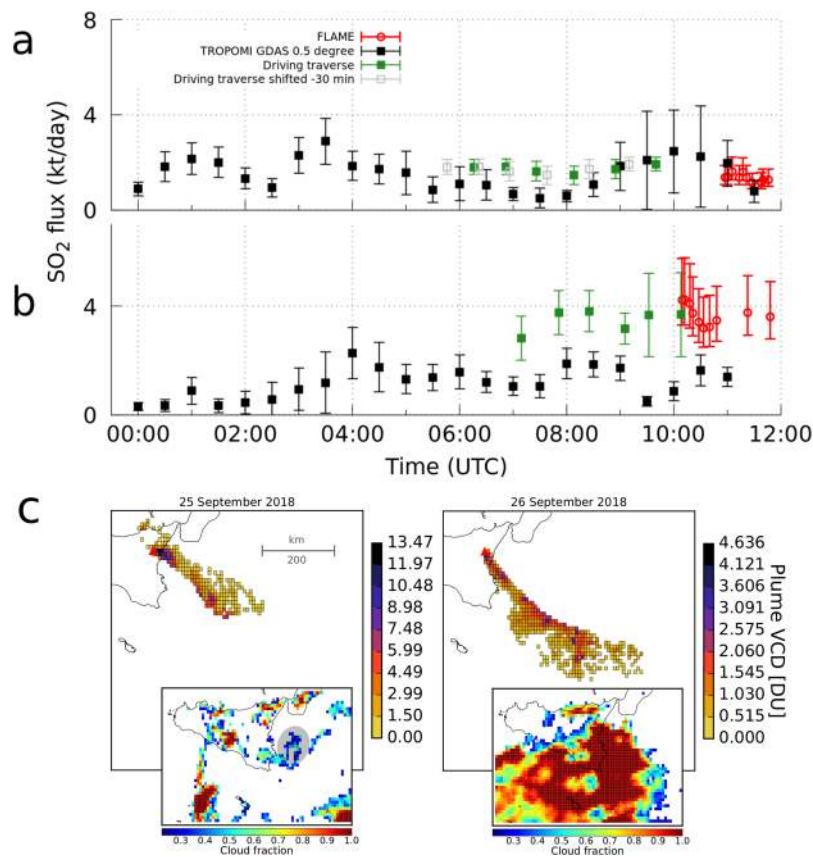 a
8
4
0
FLAME
TROPOMI GDAS 0.5 degree
Driving traverse
Driving traverse shifted -30 min
SO2 flux (kt/day)
b
4
0
00:00 02:00 04:00 06:00 08:00 10:00 12:00
Time (UTC)
c
25 September 2018
km
200
13.47
11.97
10.48
8.98
7.48
5.99
4.49
2.99
1.50
0.00
0.3 0.4 0.5 0.6 0.7 0.8 0.9 1.0
Cloud fraction
26 September 2018
4.636
4.121
3.606
3.091
2.575
2.060
1.545
1.030
0.515
0.000
Plume VCD [DU]
0.3 0.4 0.5 0.6 0.7 0.8 0.9 1.0
Cloud fraction